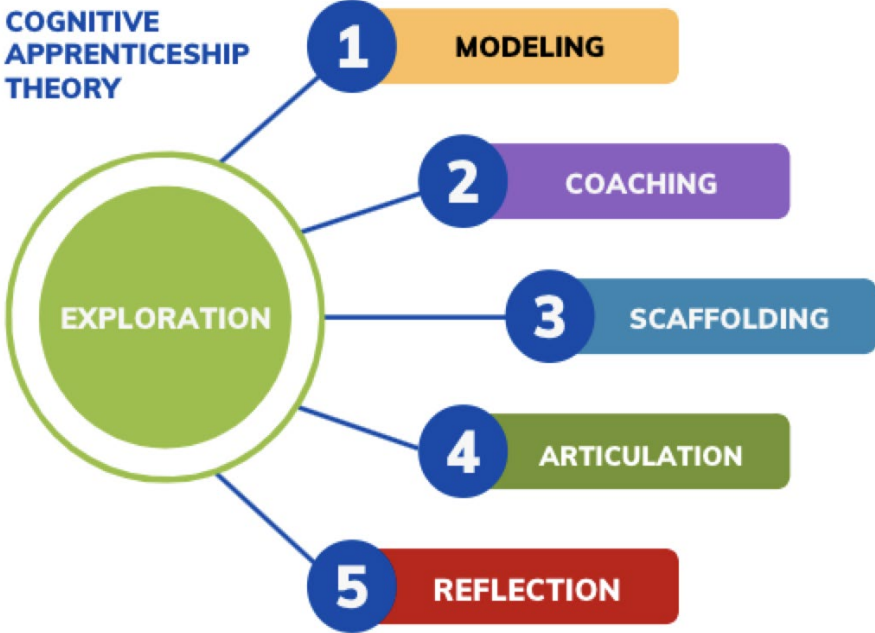 COGNITIVE
APPRENTICESHIP
THEORY
1 MODELING
2 COACHING
EXPLORATION
3 SCAFFOLDING
4 ARTICULATION
5 REFLECTION